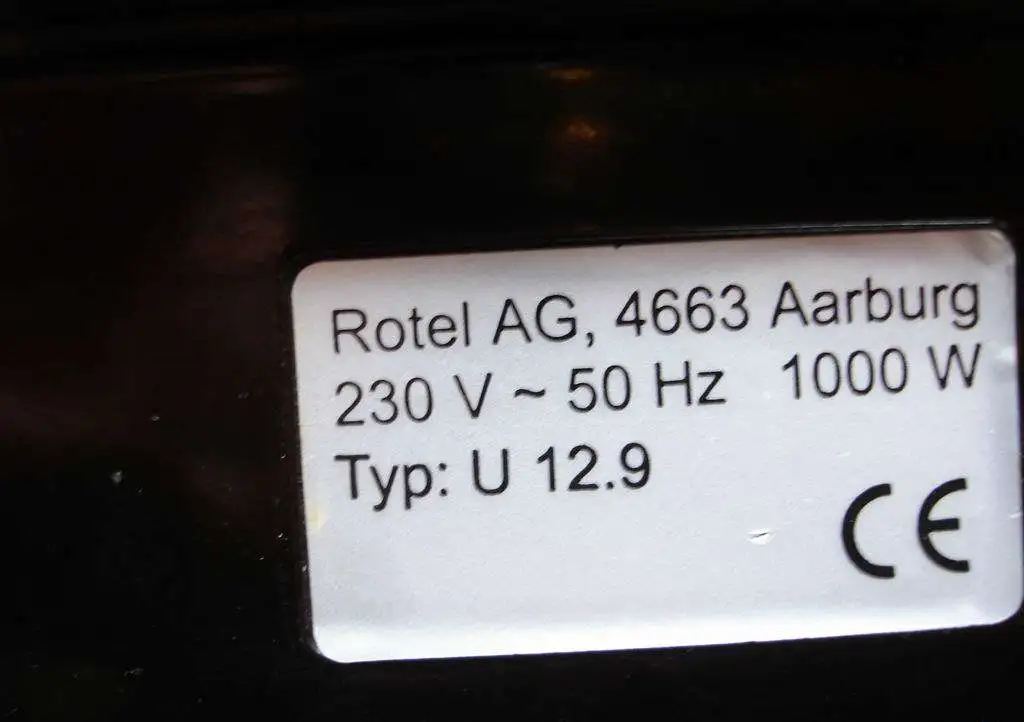 Rotel AG, 4663 Aarburg
230 V ~ 50 Hz 1000 W
Typ: U 12.9
CE